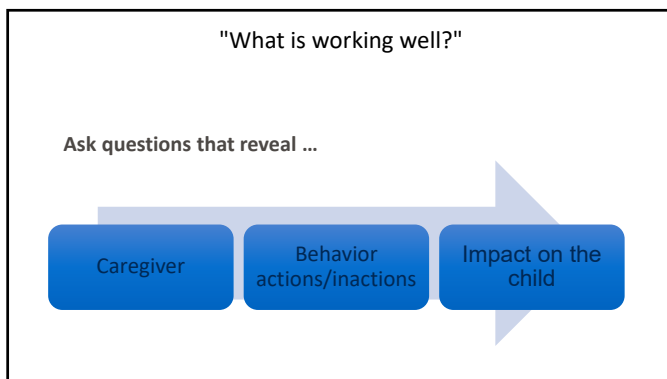 "What is working well?"
Ask questions that reveal …
Caregiver
Behavior
actions/inactions
Impact on the
child